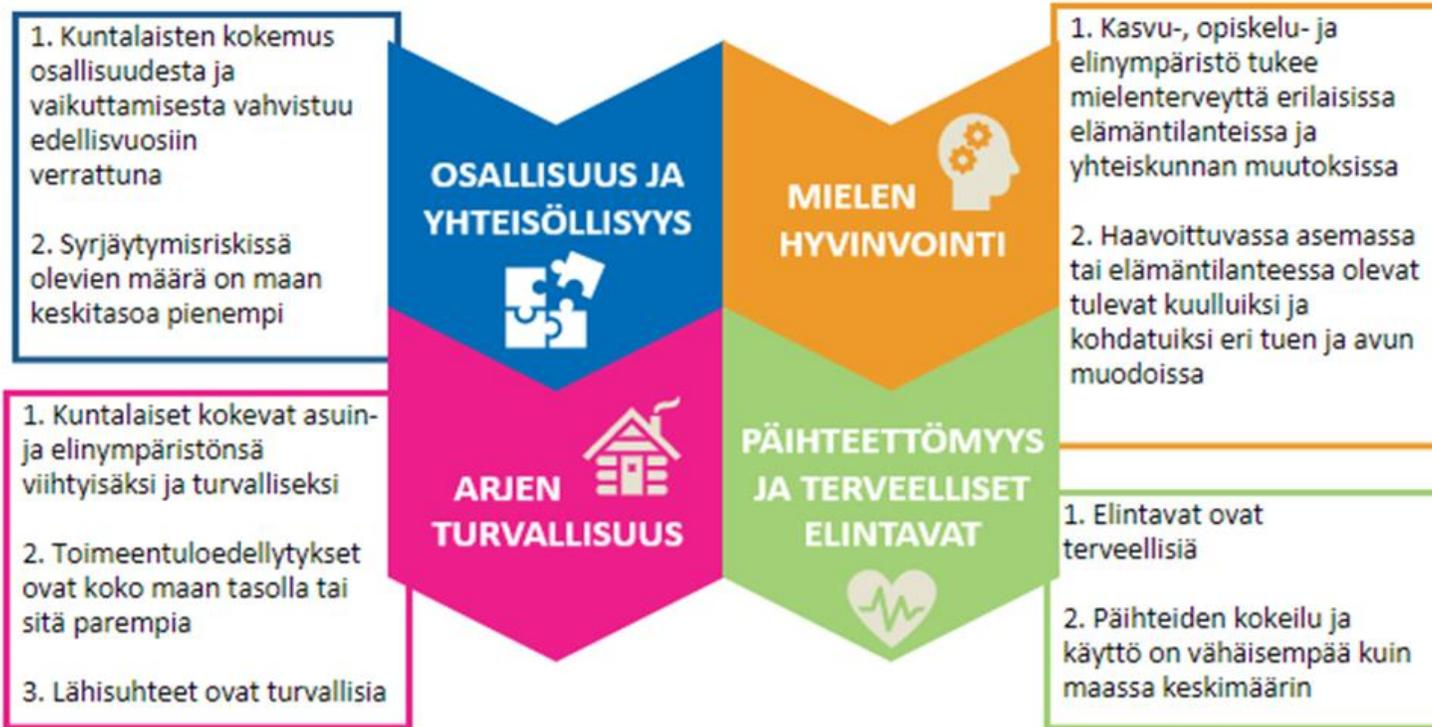 1. Kuntalaisten kokemus
osallisuudesta ja
vaikuttamisesta vahvistuu
edellisvuosiin
verrattuna
2. Syrjäytymisriskissä
olevien määrä on maan
keskitasoa pienempi
OSALLISUUS JA
YHTEISÖLLISYYS
MIELEN
HYVINVOINTI
1. Kasvu-, opiskelu- ja
elinympäristö tukee
mielenterveyttä erilaisissa
elämäntilanteissa ja
yhteiskunnan muutoksissa
2. Haavoittuvassa asemassa
tai elämäntilanteessa olevat
tulevat kuulluiksi ja
kohdatuiksi eri tuen ja avun
muodoissa
1. Kuntalaiset kokevat asuin-
ja elinympäristönsä
viihtyisäksi ja turvalliseksi
2. Toimeentuloedellytykset
ovat koko maan tasolla tai
sitä parempia
3. Lähisuhteet ovat turvallisia
ARJEN
TURVALLISUUS
PÄIHTEETTÖMYYS
JA TERVEELLISET
ELINTAVAT
1. Elintavat ovat
terveellisiä
2. Päihteiden kokeilu ja
käyttö on vähäisempää kuin
maassa keskimäärin